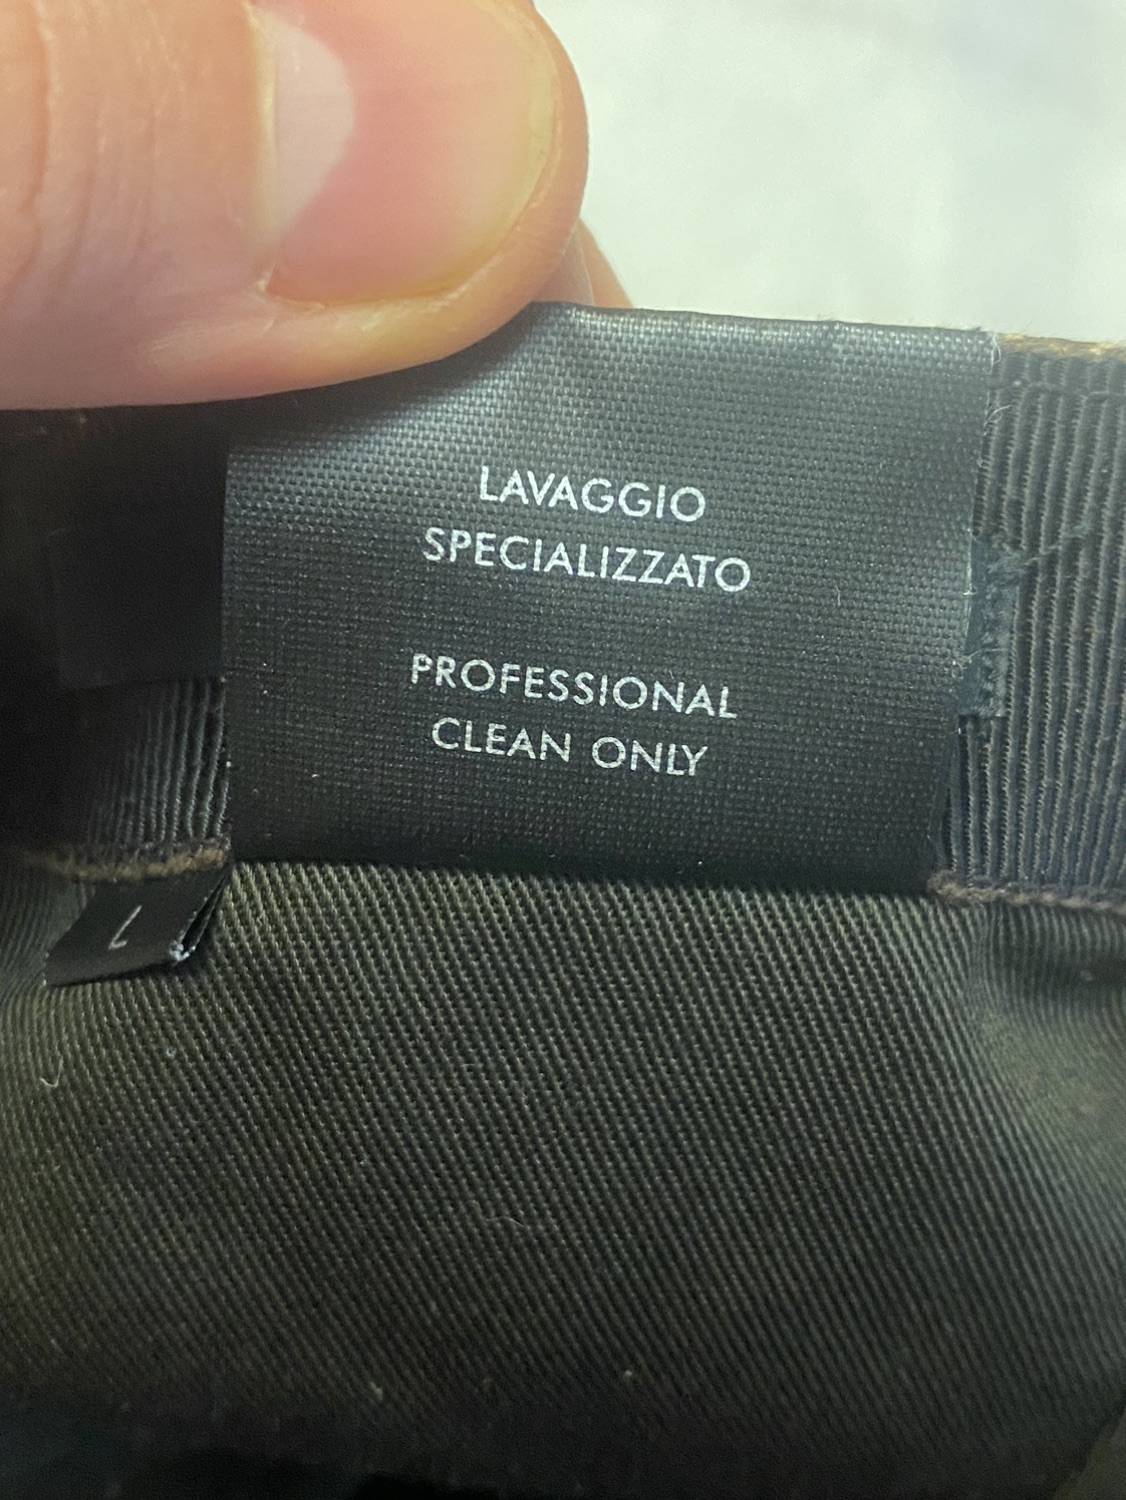 LAVAGGIO
SPECIALIZZATO
PROFESSIONAL
CLEAN ONLY
L